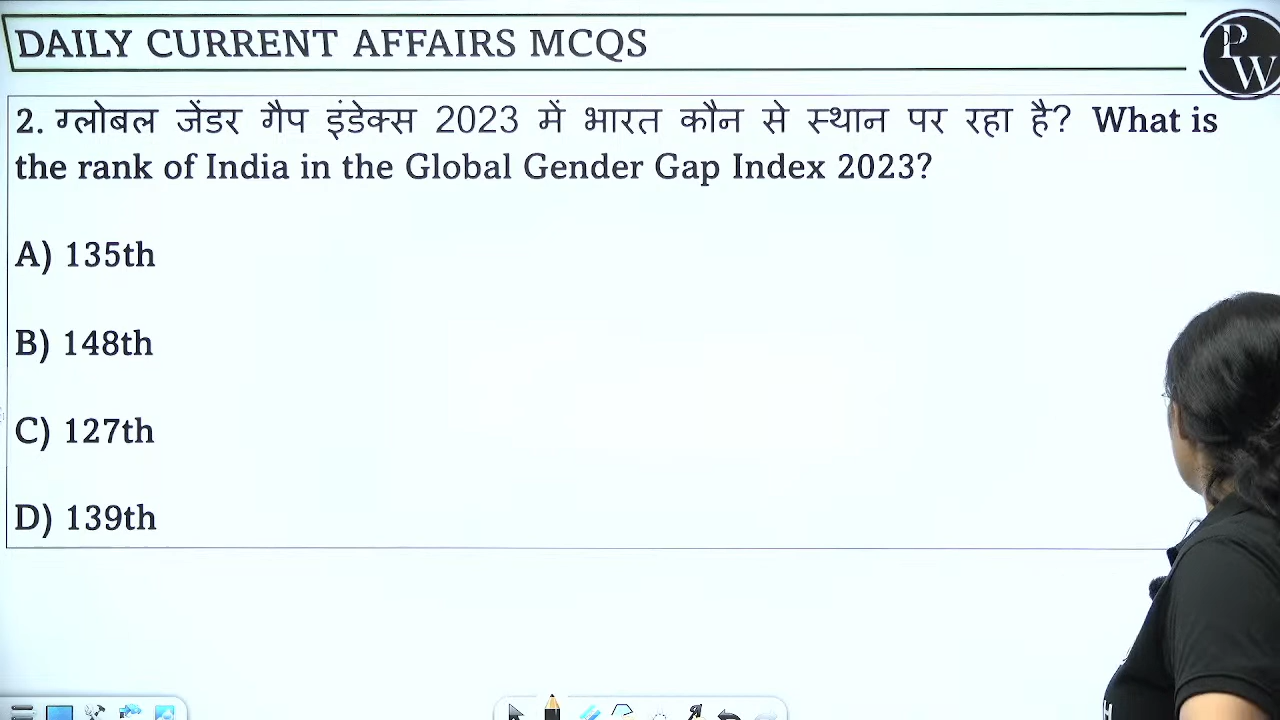 DAILY CURRENT AFFAIRS MCQS
PW
2. ग्लोबल जेंडर गैप इंडेक्स 2023 में भारत कौन से स्थान पर रहा है? What is
the rank of India in the Global Gender Gap Index 2023?
A) 135th
B) 148th
C) 127th
D) 139th